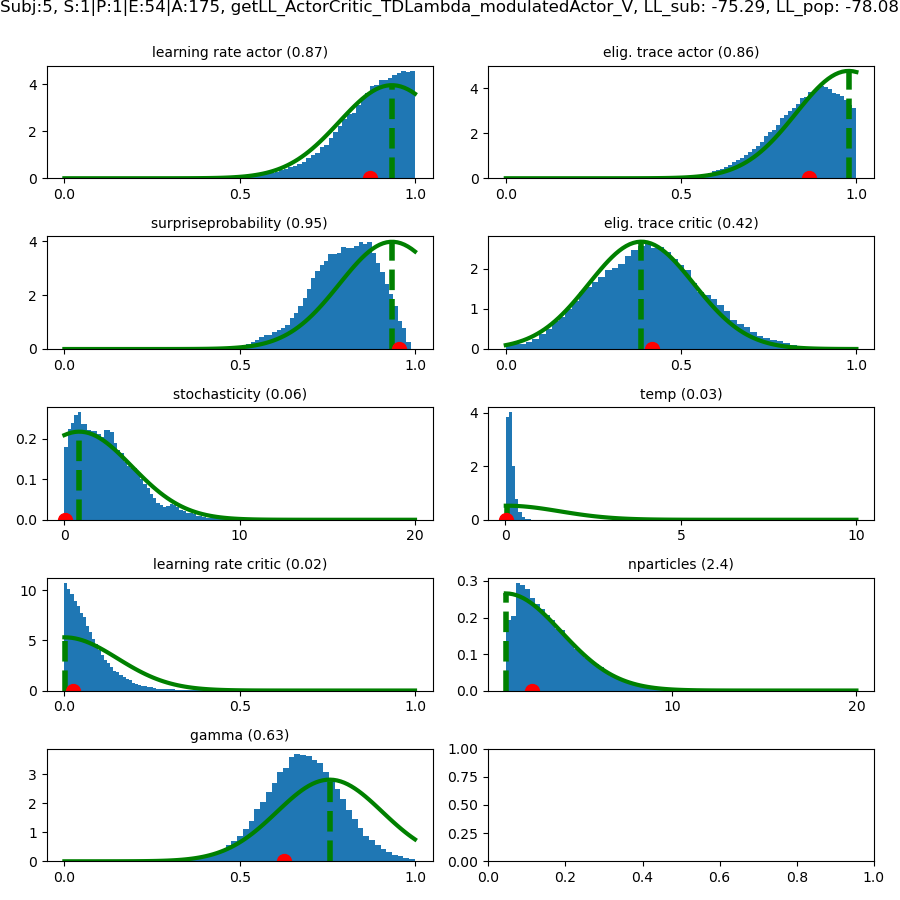 Subj:5, S:1|P:1|E:54|A:175, getLL_ActorCritic_TDLambda_modulatedActor_V, LL_sub: -75.29, LL_pop: -78.08
learning rate actor (0.87)
4
2
0
0.0 0.5 1.0
elig. trace actor (0.86)
4
2
0
0.0 0.5 1.0
surpriseprobability (0.95)
4
2
0
0.0 0.5 1.0
elig. trace critic (0.42)
2
1
0
0.0 0.5 1.0
stochasticity (0.06)
0.2
0.1
0.0
0 10 20
temp (0.03)
4
2
0
0 5 10
learning rate critic (0.02)
10
5
0
0.0 0.5 1.0
nparticles (2.4)
0.3
0.2
0.1
0.0
10 20
gamma (0.63)
3
2
1
0
0.0 0.5 1.0
1.00
0.75
0.50
0.25
0.00
0.0 0.2 0.4 0.6 0.8 1.0